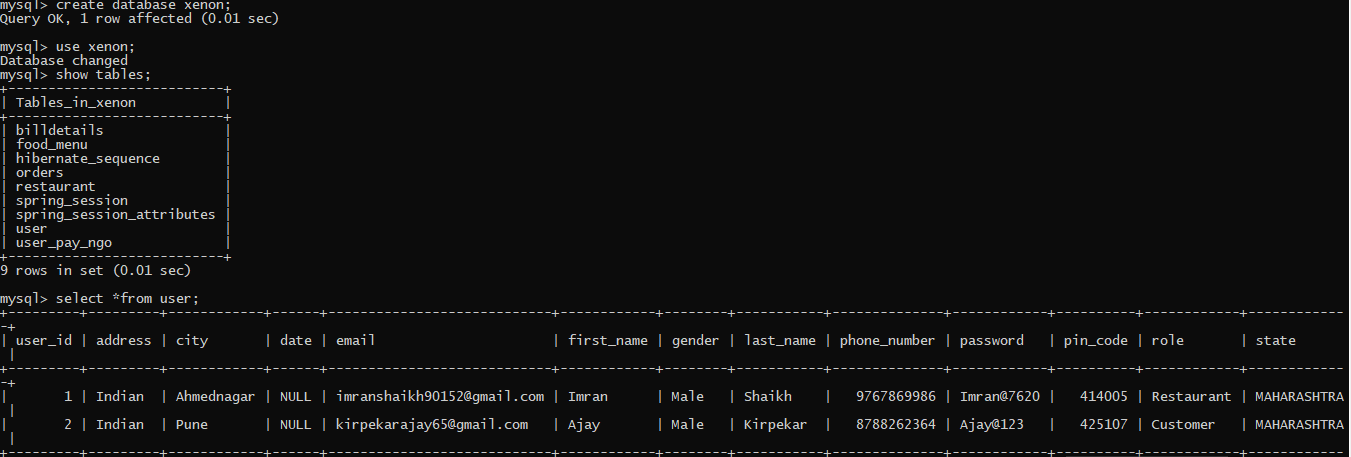 mysql> create database xenon;
Query OK, 1 row affected (0.01 sec)
mysql> use xenon;
Database changed
mysql> show tables;
+---------------------------+
| Tables_in_xenon           |
+---------------------------+
| billdetails               |
| food_menu                 |
| hibernate_sequence        |
| orders                    |
| restaurant                |
| spring_session            |
| spring_session_attributes |
| user                      |
| user_pay_ngo              |
+---------------------------+
9 rows in set (0.01 sec)
mysql> select *from user;
+---------+---------+------------+------+----------------------------+------------+--------+-----------+--------------+------------+----------+------------+------------
-+
| user_id | address | city       | date | email                      | first_name | gender | last_name | phone_number | password   | pin_code | role       | state
 |
+---------+---------+------------+------+----------------------------+------------+--------+-----------+--------------+------------+----------+------------+------------
-+
|       1 | Indian  | Ahmednagar | NULL | imranshaikh90152@gmail.com | Imran      | Male   | Shaikh    |   9767869986 | Imran@7620 |   414005 | Restaurant | MAHARASHTRA
 |
|       2 | Indian  | Pune       | NULL | kirpekarajay65@gmail.com   | Ajay       | Male   | Kirpekar  |   8788262364 | Ajay@123   |   425107 | Customer   | MAHARASHTRA
 |
+---------+---------+------------+------+----------------------------+------------+--------+-----------+--------------+------------+----------+------------+------------